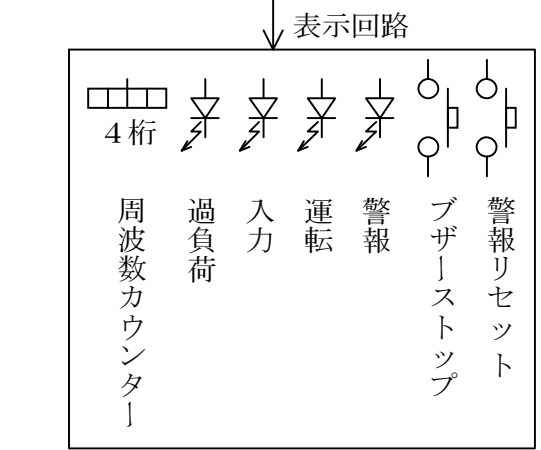 表示回路
4桁
周波数カウンター
過負荷
入力
運転
警報
ブザーストップ
警報リセット